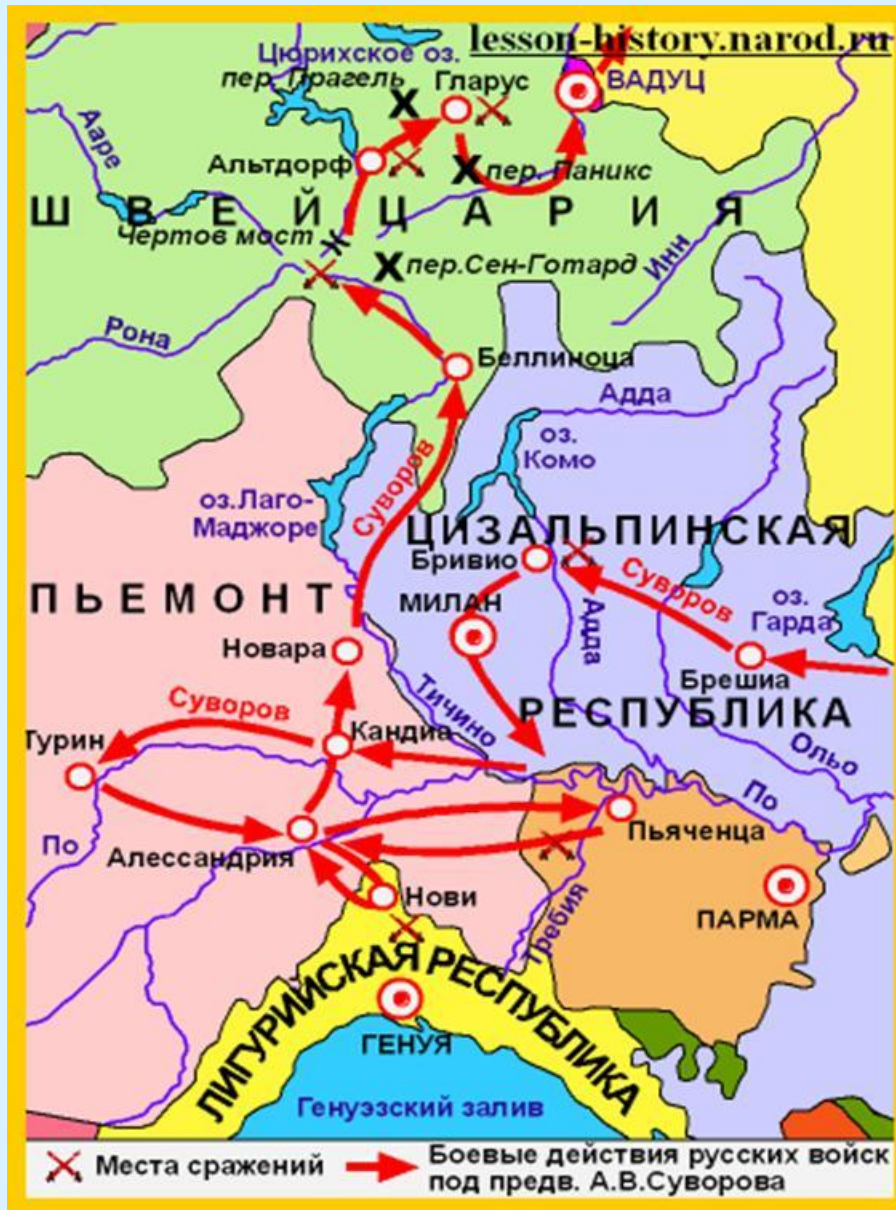 lesson-history.narod.ru
Цюрихское оз.
пер. Прагель
Гларус
ВАДУЦ
Ааре
Альтдорф
пер. Паникс
ШВЕЙЦАРИЯ
Чертов мост
пер.Сен-Готард
Инн
Рона
Беллиноца
Адда
оз.
Комо
Суворов
оз.Лаго-
Маджоре
ЦИЗАЛЬПИНСКАЯ
Бривио
Суворов
ПЬЕМОНТ
МИЛАН
Адда
оз.
Гарда
Новара
Брешиа
Тичино
РЕСПУБЛИКА
Суворов
Турин
Кандиа
Ольо
По
По
Алессандрия
Пьяченца
Нови
Требия
ПАРМА
ЛИГУРИЙСКАЯ РЕСПУБЛИКА
ГЕНУЯ
Генуэзский залив
Места сражений
Боевые действия русских войск
под предв. А.В.Суворова